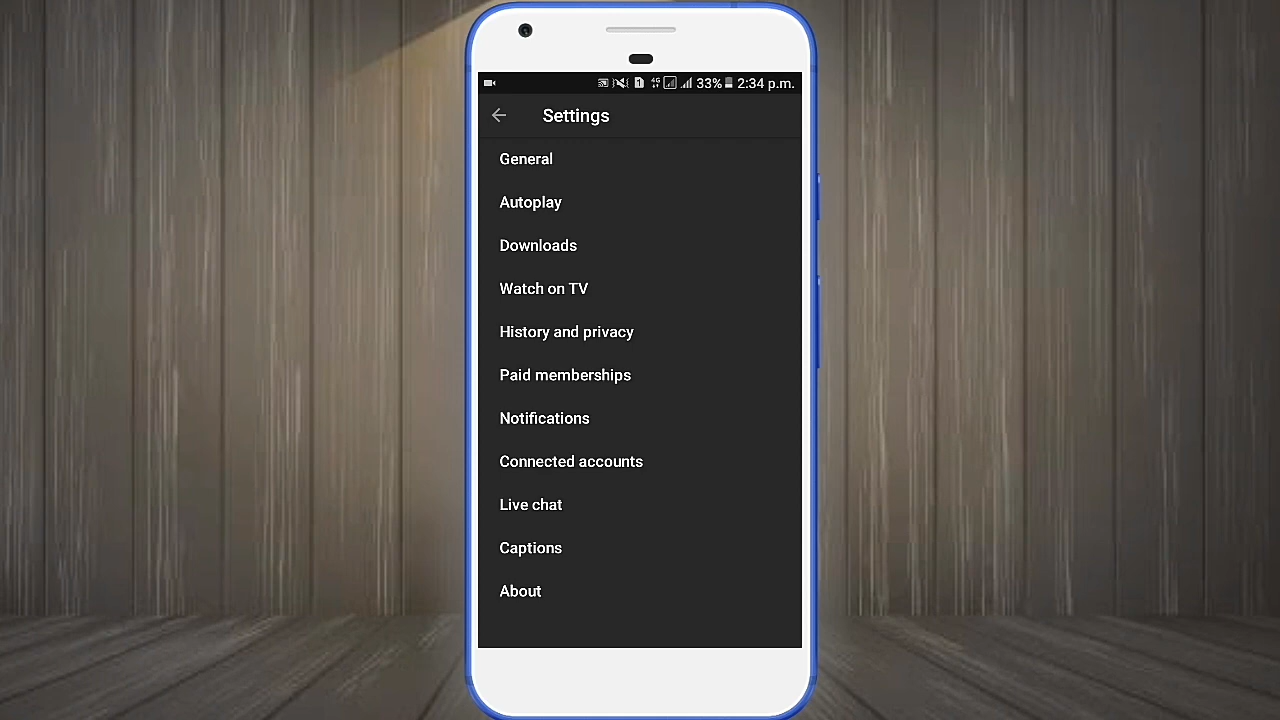 4G 33% 2:34 p.m.
Settings
General
Autoplay
Downloads
Watch on TV
History and privacy
Paid memberships
Notifications
Connected accounts
Live chat
Captions
About